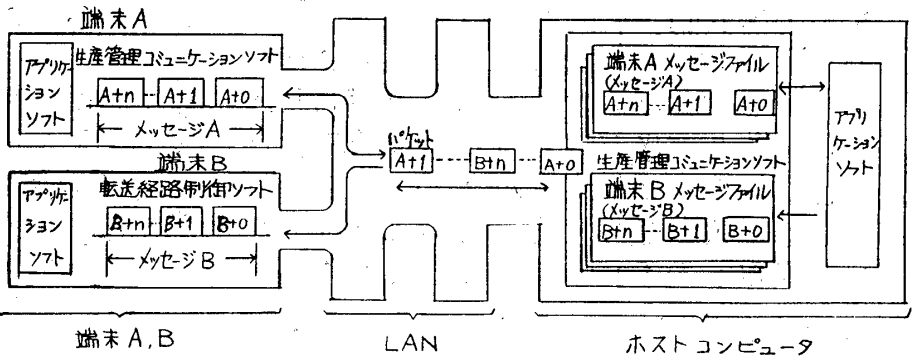 端末A
アプリケー
ション
ソフト
生産管理コミュニケーションソフト
A+n
A+1
A+0
メッセージA
端末B
アプリケー
ション
ソフト
転送経路制御ソフト
B+n
B+1
B+0
メッセージB
端末A,B
パケット
A+1
B+n
A+0
LAN
端末A メッセージファイル
(メッセージA)
A+n
A+1
A+0
生産管理コミュニケーションソフト
端末B メッセージファイル
(メッセージB)
B+n
B+1
B+0
アプリ
ケーション
ソフト
ホストコンピュータ